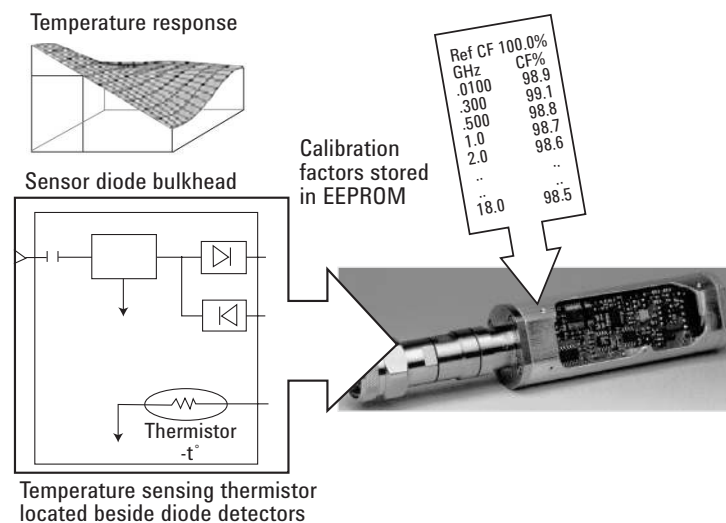 Temperature response
Ref CF 100.0%
GHz CF%
.0100 98.9
.300 99.1
.500 98.8
1.0 98.7
2.0 98.6
.. ..
.. ..
18.0 98.5
Calibration
factors stored
in EEPROM
Sensor diode bulkhead
Thermistor
-t°
Temperature sensing thermistor
located beside diode detectors